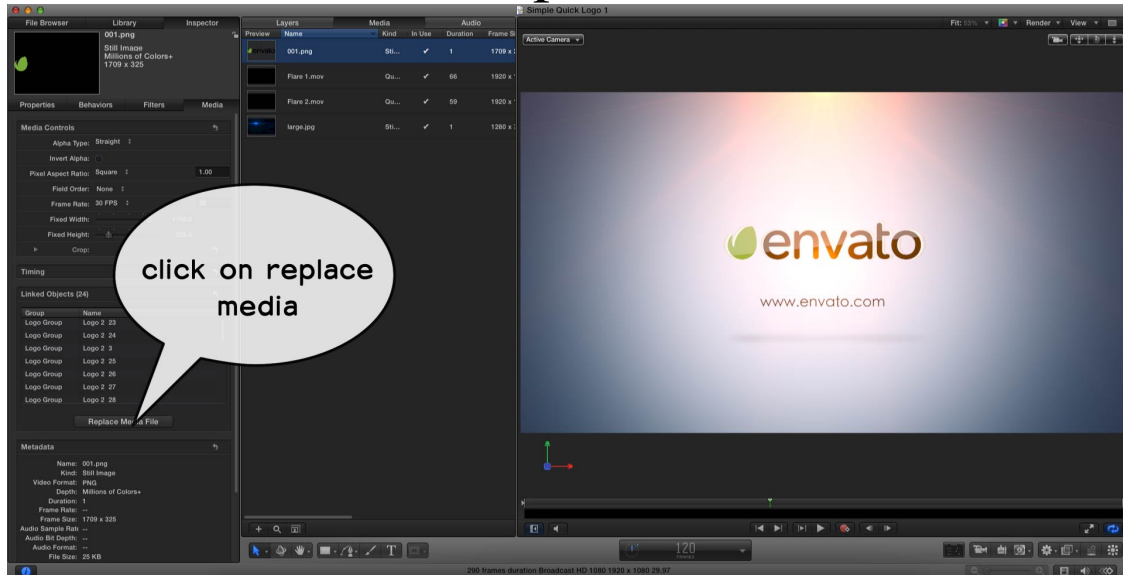 Simple Quick Logo 1
File Browser Library Inspector
Layers Media Audio
Fit: 53% Render View
001.png
Still Image
Millions of Colors+
1709 x 325
Preview Name Kind In Use Duration Frame Si
001.png Sti... ✔ 1 1709 x
Flare 1.mov Qu... ✔ 66 1920 x
Flare 2.mov Qu... ✔ 59 1920 x
large.jpg Sti... ✔ 1 1280 x
Active Camera
Properties Behaviors Filters Media
Media Controls
Alpha Type: Straight
Invert Alpha:
Pixel Aspect Ratio: Square 1.00
Field Order: None
Frame Rate: 30 FPS
Fixed Width:
Fixed Height:
Crop:
Timing
Linked Objects (24)
Group Name
Logo Group Logo 2 23
Logo Group Logo 2 24
Logo Group Logo 2 3
Logo Group Logo 2 25
Logo Group Logo 2 26
Logo Group Logo 2 27
Logo Group Logo 2 28
Replace Media File
click on replace
media
envato
www.envato.com
Metadata
Name: 001.png
Kind: Still Image
Video Format: PNG
Depth: Millions of Colors+
Duration: 1
Frame Rate: --
Frame Size: 1709 x 325
Audio Sample Rate --
Audio Bit Depth: --
Audio Format: --
File Size: 25 KB
120
FRAMES
290 frames duration Broadcast HD 1080 1920 x 1080 29.97